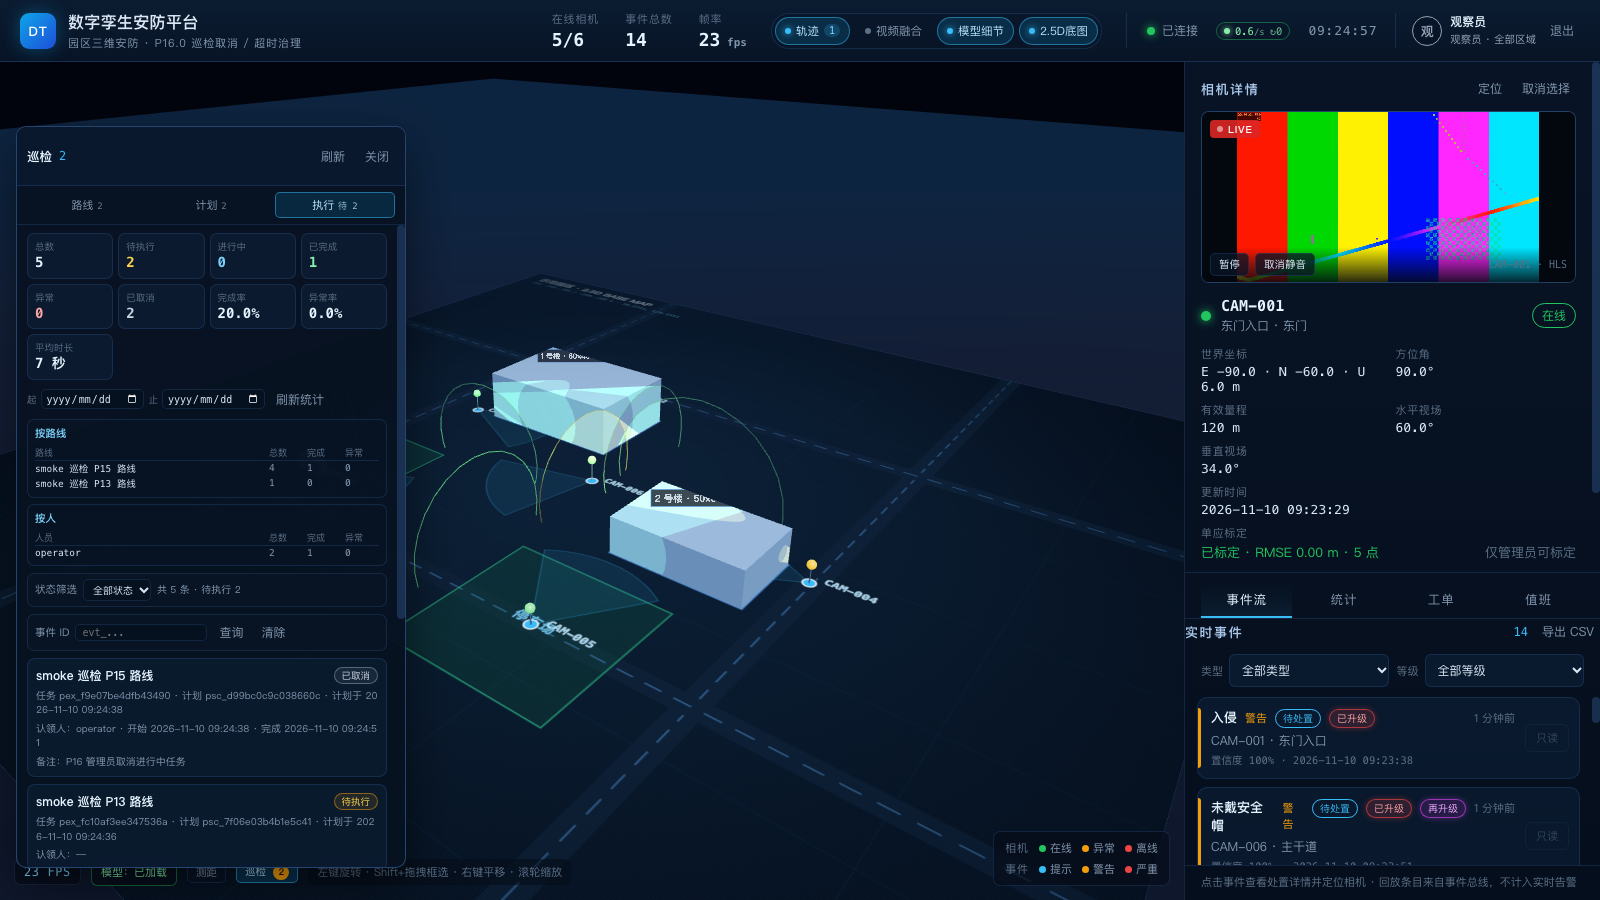 DT
数字孪生安防平台
园区三维安防 · P16.0 巡检取消 / 超时治理
在线相机
5/6
事件总数
14
帧率
23 fps
轨迹 1
视频融合
模型细节
2.5D底图
已连接
0.6/s ↻0
09:24:57
观
观察员
观察员 · 全部区域
退出
巡检 2
刷新
关闭
路线 2
计划 2
执行 待 2
总数
5
待执行
2
进行中
0
已完成
1
异常
0
已取消
2
完成率
20.0%
异常率
0.0%
平均时长
7 秒
起 yyyy/mm/dd 止 yyyy/mm/dd 刷新统计
按路线
路线 总数 完成 异常
smoke 巡检 P15 路线 4 1 0
smoke 巡检 P13 路线 1 0 0
按人
人员 总数 完成 异常
operator 2 1 0
状态筛选 全部状态 共 5 条 · 待执行 2
事件 ID evt_... 查询 清除
smoke 巡检 P15 路线 已取消
任务 pex_f9e07be4dfb43490 · 计划 psc_d99bc0c9c038660c · 计划于 20
26-11-10 09:24:38
认领人: operator · 开始 2026-11-10 09:24:38 · 完成 2026-11-10 09:24:5
1
备注: P16 管理员取消进行中任务
smoke 巡检 P13 路线 待执行
任务 pex_fc10af3ee347536a · 计划 psc_7f06e03b4b1e5c41 · 计划于 202
6-11-10 09:24:36
认领人: —
23 FPS
模型: 已加载
测距
巡检 2
左键旋转 · Shift+拖拽框选 · 右键平移 · 滚轮缩放
2.5D BASE MAP
1 号楼
CAM-006
2 号楼 · 50x
CAM-004
停车场
CAM-005
相机 在线 异常 离线
事件 提示 警告 严重
相机详情
定位
取消选择
LIVE
暂停
取消静音
CAM-001 · HLS
CAM-001
东门入口 · 东门
在线
世界坐标
E -90.0 · N -60.0 · U
6.0 m
方位角
90.0°
有效量程
120 m
水平视场
60.0°
垂直视场
34.0°
更新时间
2026-11-10 09:23:29
单应标定
已标定 · RMSE 0.00 m · 5 点
仅管理员可标定
事件流
统计
工单
值班
实时事件
14
导出 CSV
类型 全部类型
等级 全部等级
入侵 警告 待处置 已升级 1 分钟前
CAM-001 · 东门入口
置信度 100% · 2026-11-10 09:23:38
只读
未戴安全帽 警告 待处置 已升级 再升级 1 分钟前
CAM-006 · 主干道
只读
点击事件查看处置详情并定位相机 · 回放条目来自事件总线，不计入实时告警